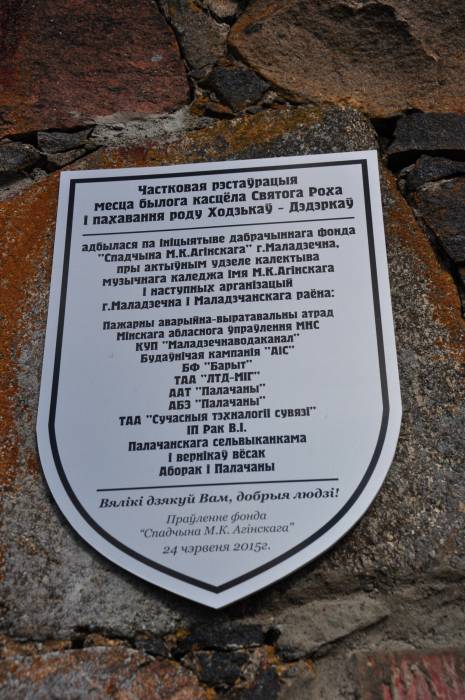 Частковая рэстаўрацыя
месца былога касцёла Святога Роха
і пахавання роду Ходзькаў - Дэдэркаў
адбылася па ініцыятыве дабрачыннага фонда
"Спадчына М.К.Агінскага" г.Маладзечна,
пры актыўным удзеле калектыва
музычнага каледжа імя М.К.Агінскага
і наступных арганізацый
г.Маладзечна і Маладзчанскага раёна:
Пажарны аварыйна-выратавальны атрад
Мінскага абласнога ўпраўлення МНС
КУП "Маладзечнаводаканал"
Будаўнічая кампанія "АІС"
БФ "Барыт"
ТАА "ЛТД-МІГ"
ААТ "Палачаны"
АБЗ "Палачаны"
ТАА "Сучасныя тэхналогіі сувязі"
ІП Рак В.І.
Палачанскага сельвыканкама
і вернікаў вёсак
Аборак і Палачаны
Вялікі дзякуй Вам, добрыя людзі!
Праўленне фонда
"Спадчына М.К. Агінскага"
24 чэрвеня 2015г.